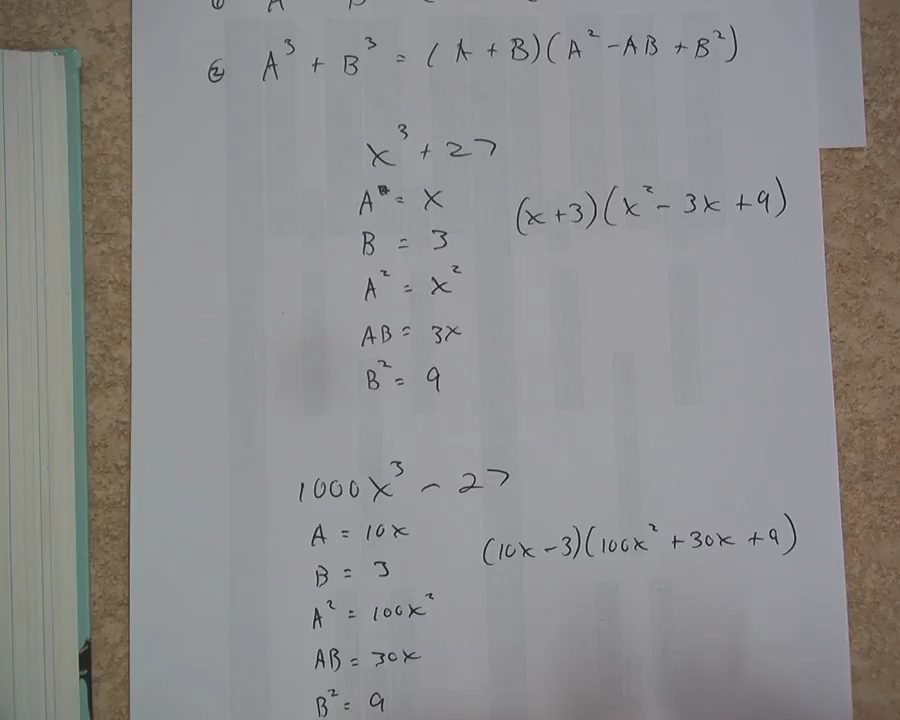 ② A³ + B³ = (A + B)(A² - AB + B²)
x³ + 27
A = x
(x+3)(x² - 3x + 9)
B = 3
A² = x²
AB = 3x
B² = 9
1000x³ - 27
A = 10x
(10x-3)(100x² + 30x + 9)
B = 3
A² = 100x²
AB = 30x
B² = 9